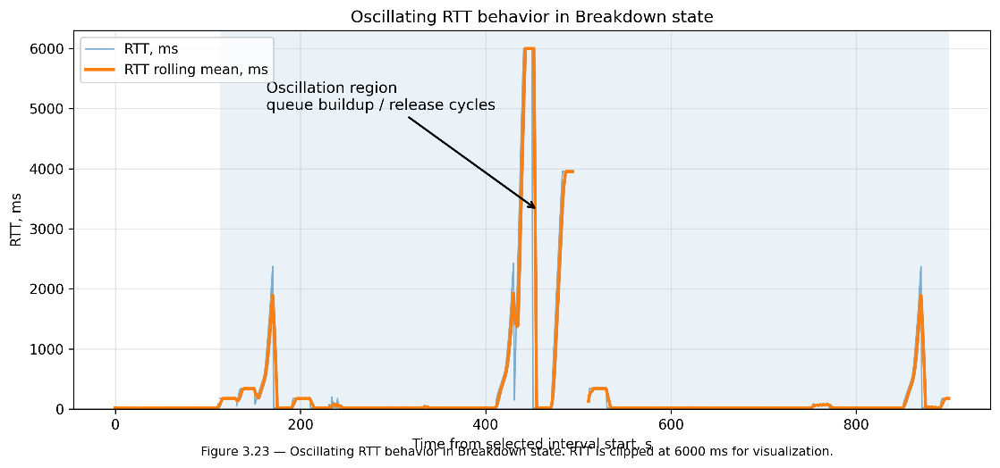 Oscillating RTT behavior in Breakdown state
RTT, ms
RTT rolling mean, ms
Oscillation region
queue buildup / release cycles
RTT, ms
6000
5000
4000
3000
2000
1000
0
0 200 400 600 800
Time from selected interval start, s
Figure 3.23 — Oscillating RTT behavior in Breakdown state. RTT is clipped at 6000 ms for visualization.